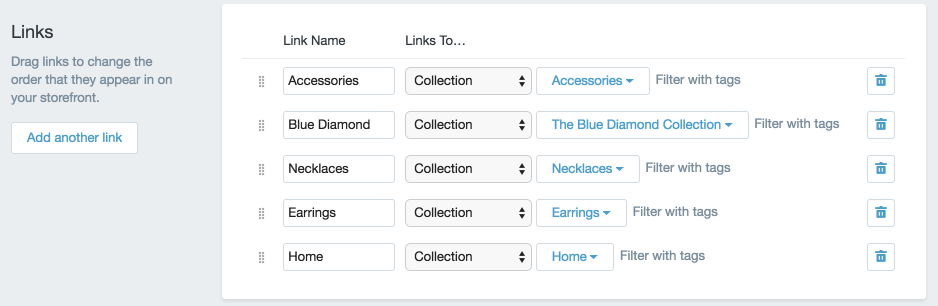 Links
Drag links to change the
order that they appear in on
your storefront.
Add another link
Link Name Links To…
Accessories Collection Accessories Filter with tags
Blue Diamond Collection The Blue Diamond Collection Filter with tags
Necklaces Collection Necklaces Filter with tags
Earrings Collection Earrings Filter with tags
Home Collection Home Filter with tags